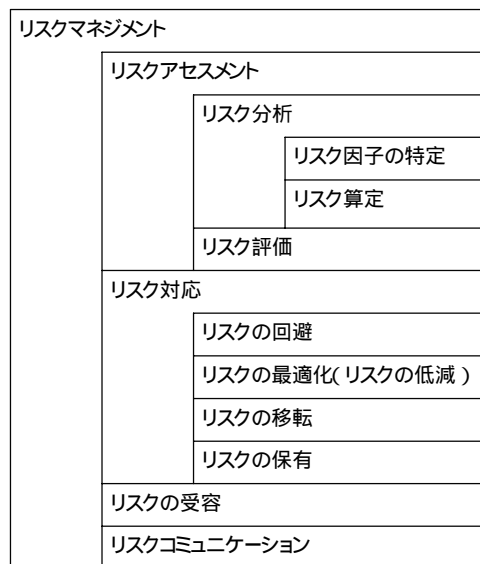 リスクマネジメント
リスクアセスメント
リスク分析
リスク因子の特定
リスク算定
リスク評価
リスク対応
リスクの回避
リスクの最適化(リスクの低減)
リスクの移転
リスクの保有
リスクの受容
リスクコミュニケーション